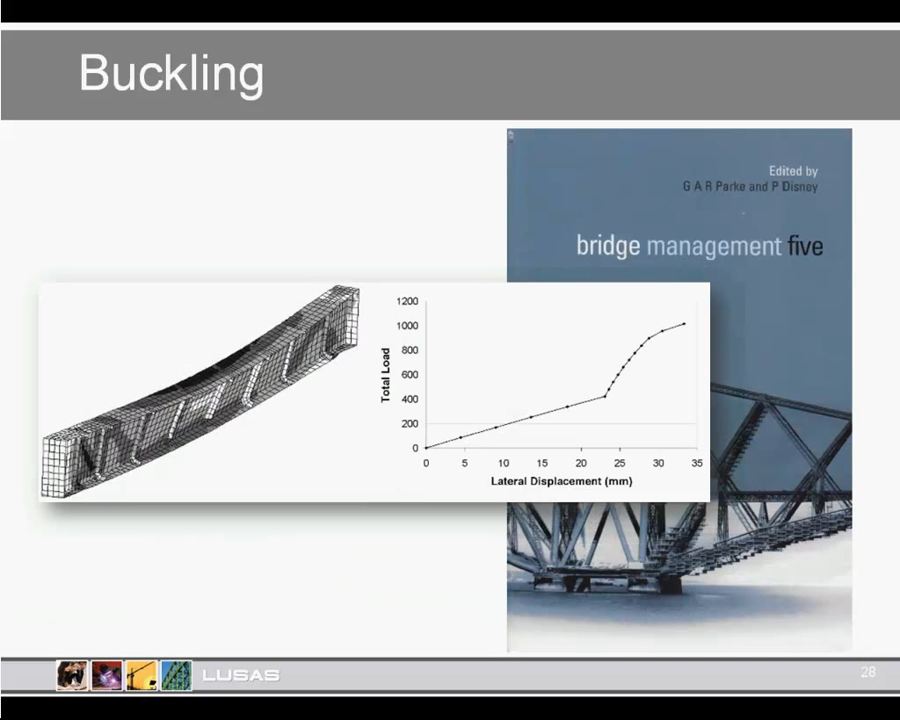 Buckling
Edited by
G A R Parke and P Disney
bridge management five
1200
1000
800
600
400
200
0
Total Load
0 5 10 15 20 25 30 35
Lateral Displacement (mm)
LUSAS
28